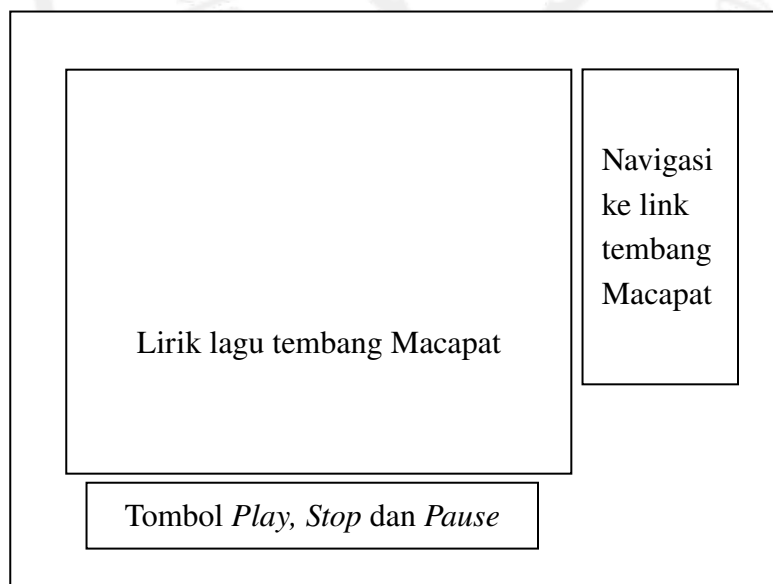 Navigasi
ke link
tembang
Macapat
Lirik lagu tembang Macapat
Tombol Play, Stop dan Pause